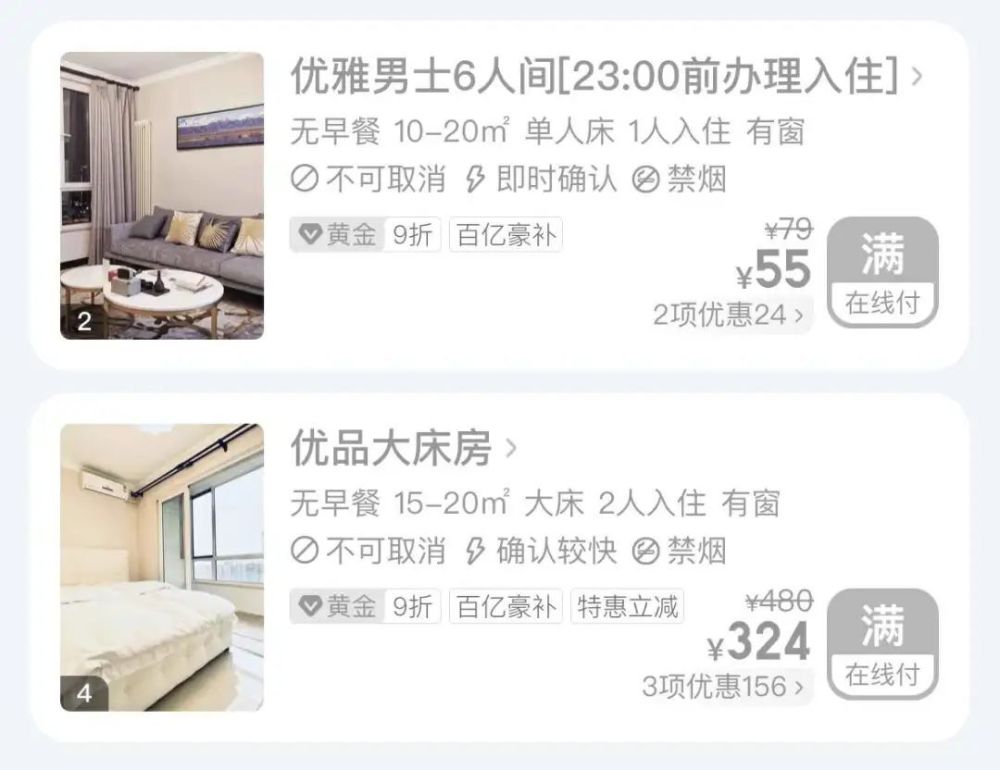 优雅男士6人间[23:00前办理入住] >
无早餐 10-20㎡ 单人床 1人入住 有窗
不可取消 即时确认 禁烟
黄金 9折 百亿豪补
¥79
¥55
2项优惠24 >
满
在线付
2
优品大床房 >
无早餐 15-20㎡ 大床 2人入住 有窗
不可取消 确认较快 禁烟
黄金 9折 百亿豪补 特惠立减
¥480
¥324
3项优惠156 >
满
在线付
4